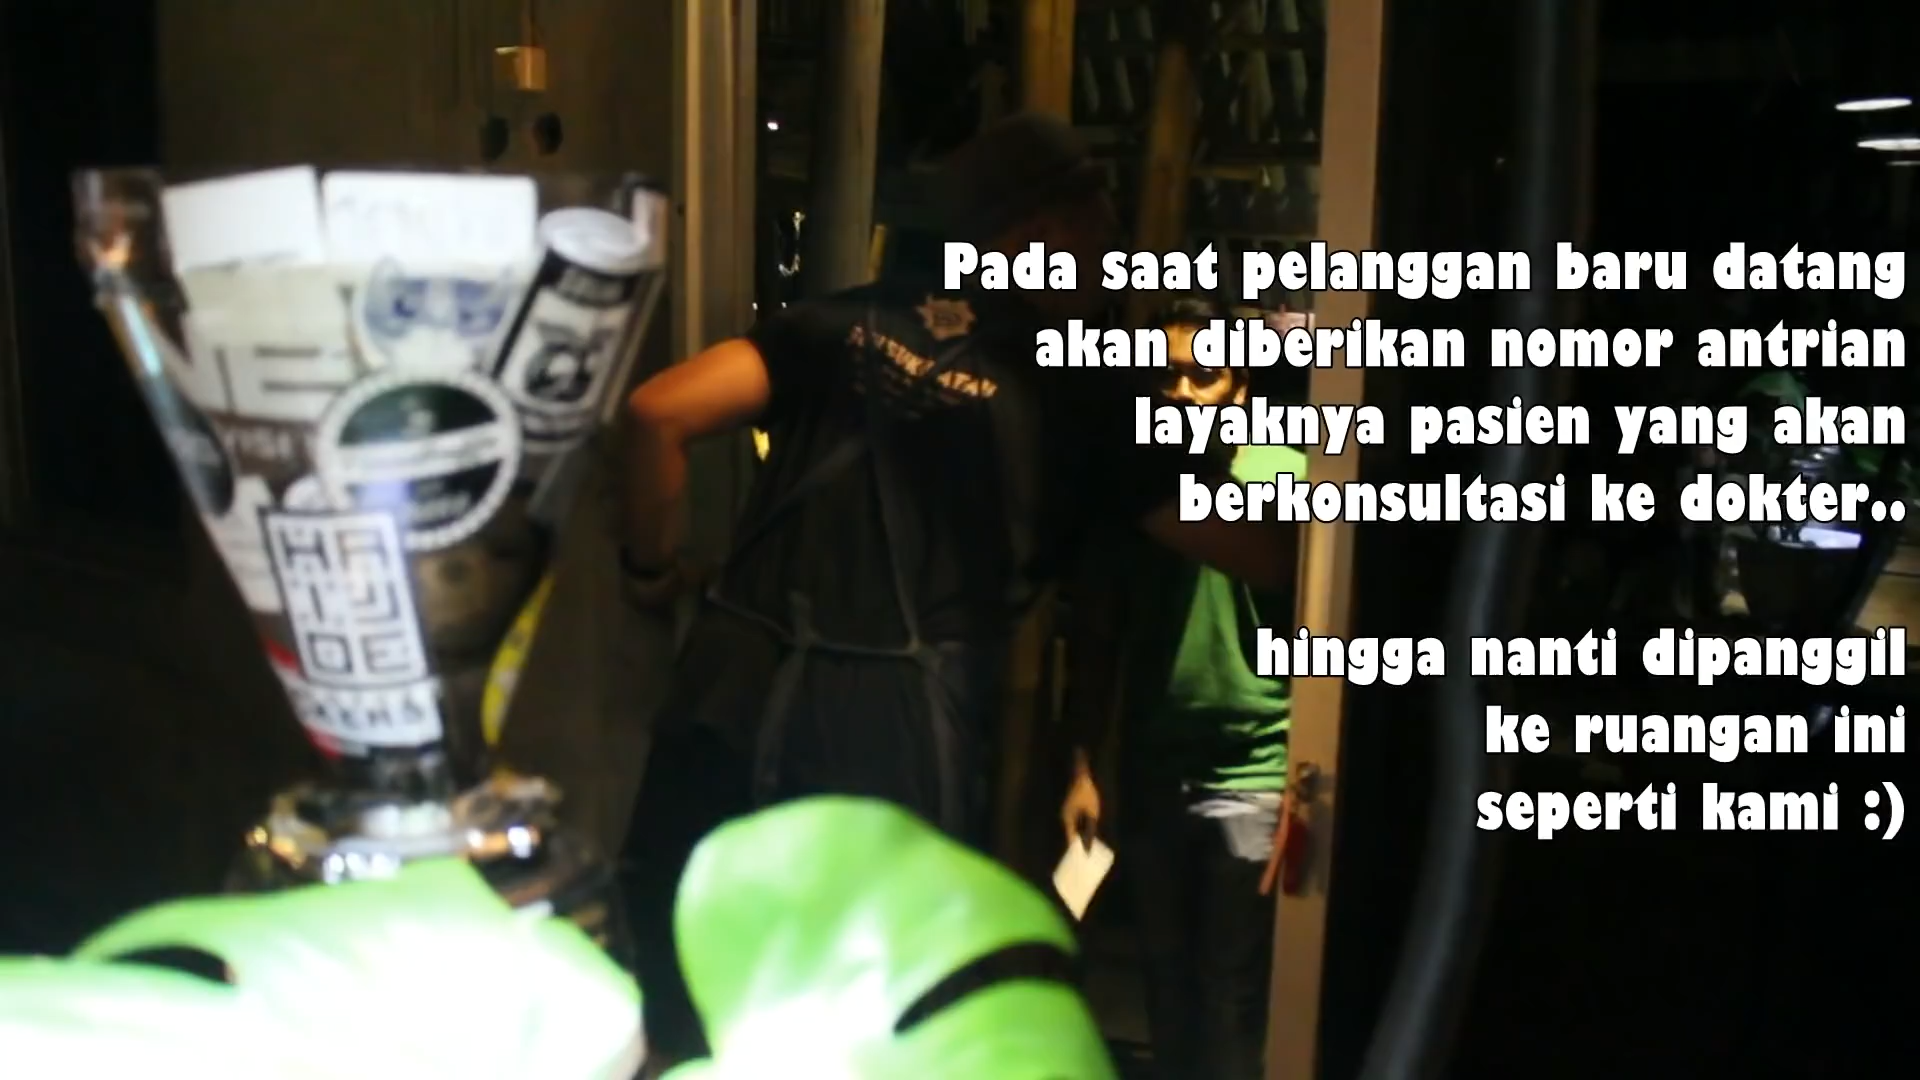 Pada saat pelanggan baru datang
akan diberikan nomor antrian
layaknya pasien yang akan
berkonsultasi ke dokter..
hingga nanti dipanggil
ke ruangan ini
seperti kami :)